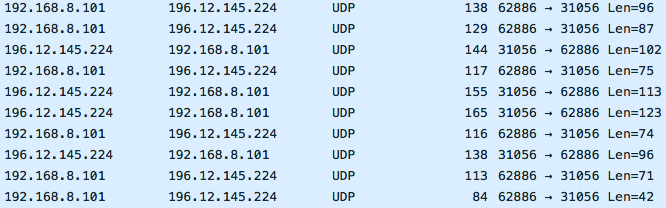 192.168.8.101 196.12.145.224 UDP 138 62886 → 31056 Len=96
192.168.8.101 196.12.145.224 UDP 129 62886 → 31056 Len=87
196.12.145.224 192.168.8.101 UDP 144 31056 → 62886 Len=102
192.168.8.101 196.12.145.224 UDP 117 62886 → 31056 Len=75
196.12.145.224 192.168.8.101 UDP 155 31056 → 62886 Len=113
192.168.8.101 196.12.145.224 UDP 165 62886 → 31056 Len=123
192.168.8.101 196.12.145.224 UDP 116 62886 → 31056 Len=74
196.12.145.224 192.168.8.101 UDP 138 31056 → 62886 Len=96
192.168.8.101 196.12.145.224 UDP 113 62886 → 31056 Len=71
192.168.8.101 196.12.145.224 UDP 84 62886 → 31056 Len=42